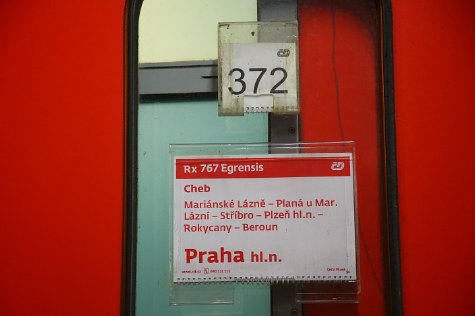 372
Rx 767 Egrensis
Cheb
Mariánské Lázně – Planá u Mar.
Lázní – Stříbro – Plzeň hl.n. –
Rokycany – Beroun
Praha hl.n.